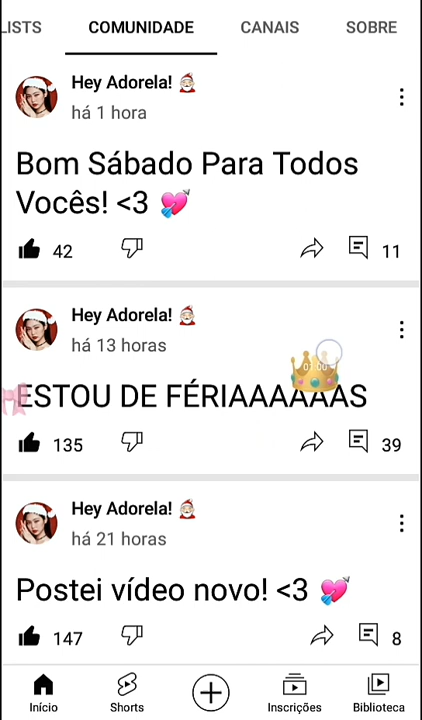 LISTS COMUNIDADE CANAIS SOBRE
Hey Adorela! 🎅🏻
há 1 hora
Bom Sábado Para Todos
Vocês! <3 💘
42 11
Hey Adorela! 🎅🏻
há 13 horas
ESTOU DE FÉRIAAAAAAS
135 39
Hey Adorela! 🎅🏻
há 21 horas
Postei vídeo novo! <3 💘
147 8
Início Shorts Inscrições Biblioteca